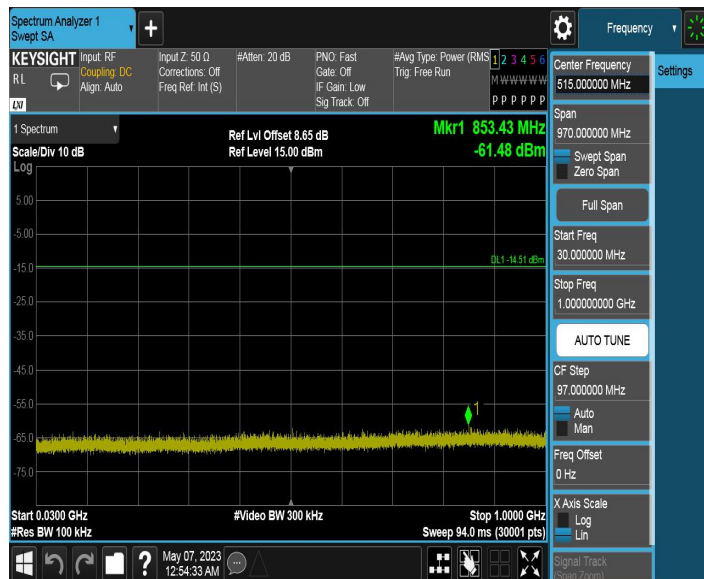 Spectrum Analyzer 1
Swept SA
Frequency
KEYSIGHT
RL
LXI
Input: RF
Coupling: DC
Align: Auto
Input Z: 50 Ω
Corrections: Off
Freq Ref: Int (S)
#Atten: 20 dB
PNO: Fast
Gate: Off
IF Gain: Low
Sig Track: Off
#Avg Type: Power (RMS
Trig: Free Run
1 2 3 4 5 6
M W W W W W
P P P P P P
Settings
Center Frequency
515.000000 MHz
Span
970.000000 MHz
Swept Span
Zero Span
Full Span
Start Freq
30.000000 MHz
Stop Freq
1.000000000 GHz
AUTO TUNE
CF Step
97.000000 MHz
Auto
Man
Freq Offset
0 Hz
X Axis Scale
Log
Lin
Signal Track
(Span Zoom)
1 Spectrum
Scale/Div 10 dB
Ref Lvl Offset 8.65 dB
Ref Level 15.00 dBm
Mkr1 853.43 MHz
-61.48 dBm
Log
5.00
-5.00
DL1 -14.51 dBm
-15.0
-25.0
-35.0
-45.0
-55.0
1
-65.0
-75.0
Start 0.0300 GHz
#Res BW 100 kHz
#Video BW 300 kHz
Stop 1.0000 GHz
Sweep 94.0 ms (30001 pts)
?
May 07, 2023
12:54:33 AM